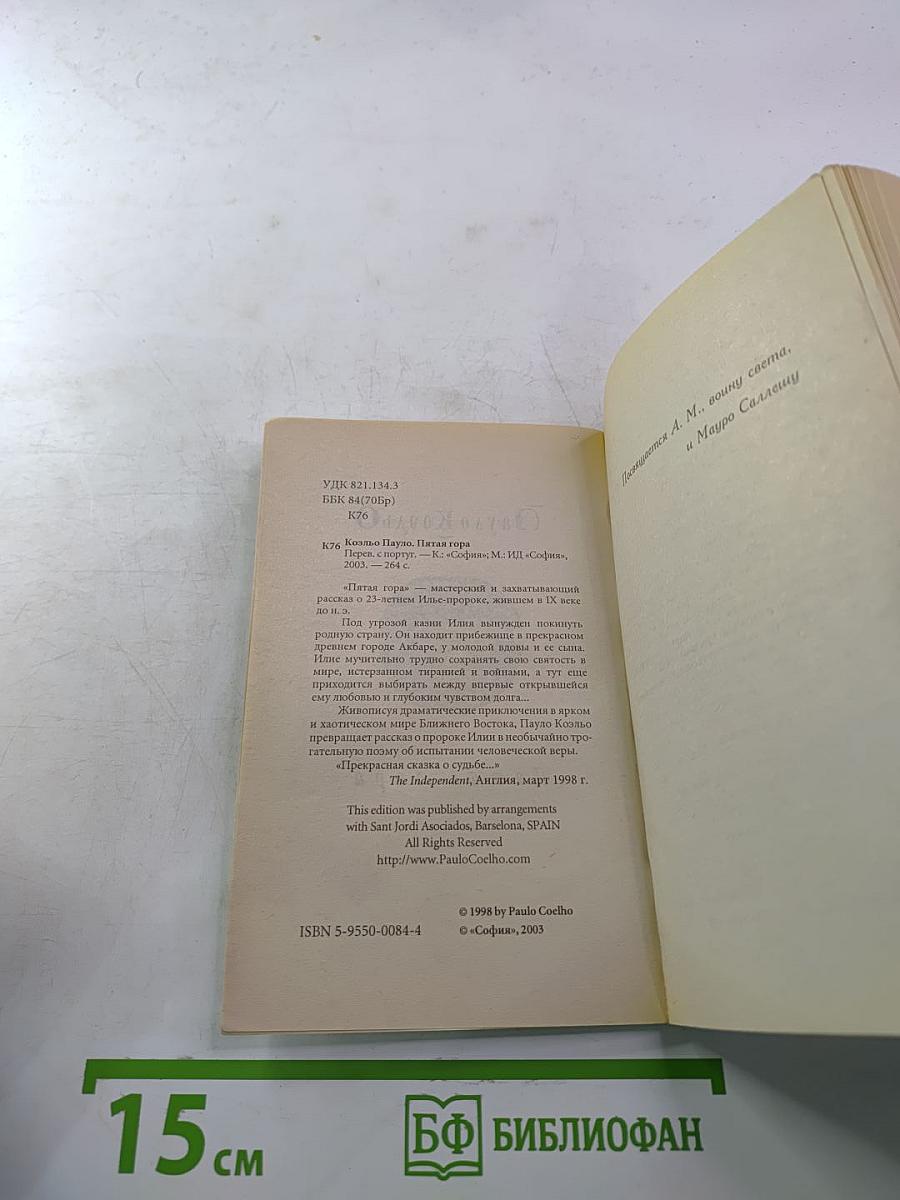 УДК 821.134.3
ББК 84(70Бр)
К76
К76 Коэльо Пауло. Пятая гора
Перев. с португ. — К.: «София»; М.: ИД «София»,
2003. — 264 с.
«Пятая гора» — мастерский и захватывающий
рассказ о 23-летнем Илье-пророке, жившем в IX веке
до н. э.
Под угрозой казни Илия вынужден покинуть
родную страну. Он находит прибежище в прекрасном
древнем городе Акбаре, у молодой вдовы и ее сына.
Илие мучительно трудно сохранять свою святость в
мире, истерзанном тиранией и войнами, а тут еще
приходится выбирать между впервые открывшейся
ему любовью и глубоким чувством долга...
Живописуя драматические приключения в ярком
и хаотическом мире Ближнего Востока, Пауло Коэльо
превращает рассказ о пророке Илии в необычайно тро-
гательную поэму об испытании человеческой веры.
«Прекрасная сказка о судьбе...»
The Independent, Англия, март 1998 г.
This edition was published by arrangements
with Sant Jordi Asociados, Barselona, SPAIN
All Rights Reserved
http://www.PauloCoelho.com
© 1998 by Paulo Coelho
ISBN 5-9550-0084-4 © «София», 2003
Посвящается А. М., воину света,
и Мауро Саллешу
15 см
БФ БИБЛИОФАН